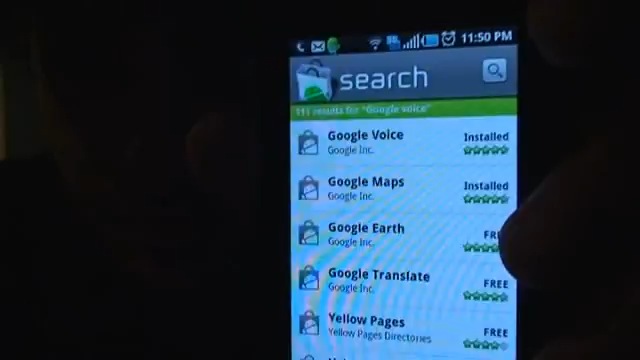 11:50 PM
search
111 results for "Google voice"
Google Voice
Installed
Google Inc.
Google Maps
Installed
Google Inc.
Google Earth
Google Inc.
Google Translate
FREE
Google Inc.
Yellow Pages
FREE
Yellow Pages Directories